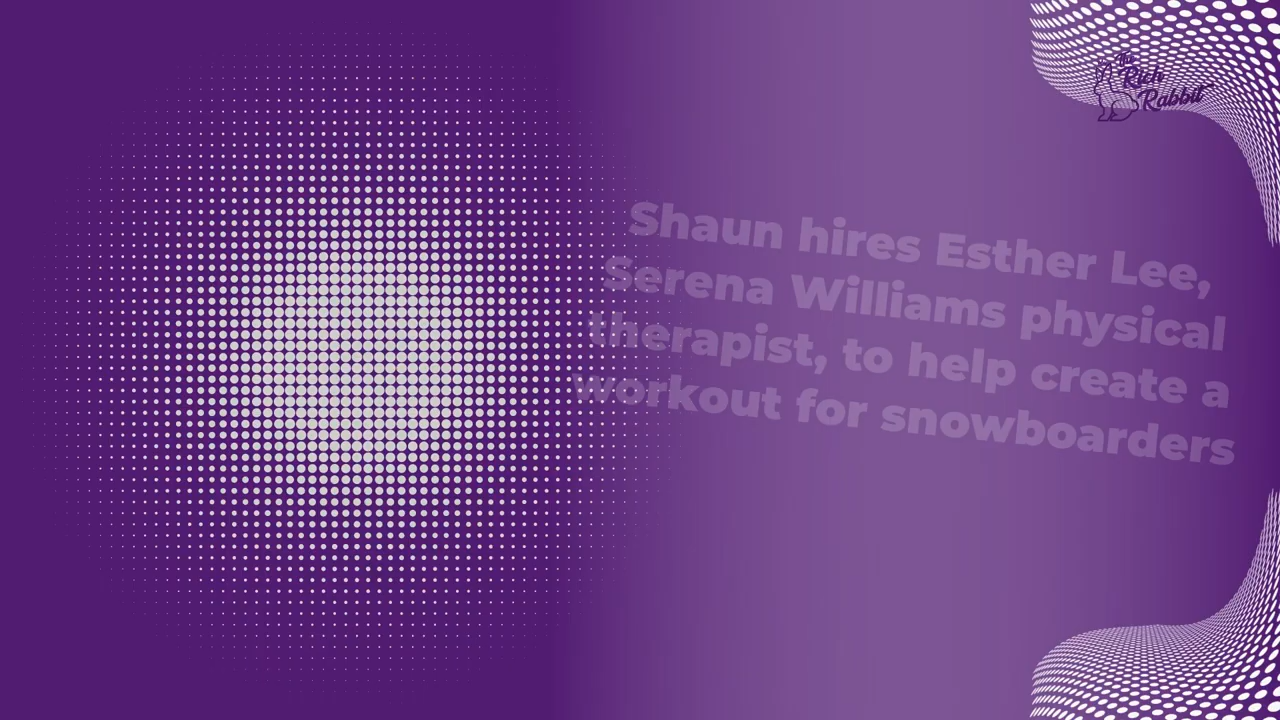 The
Rich
Rabbit
Shaun hires Esther Lee,
Serena Williams physical
therapist, to help create a
workout for snowboarders